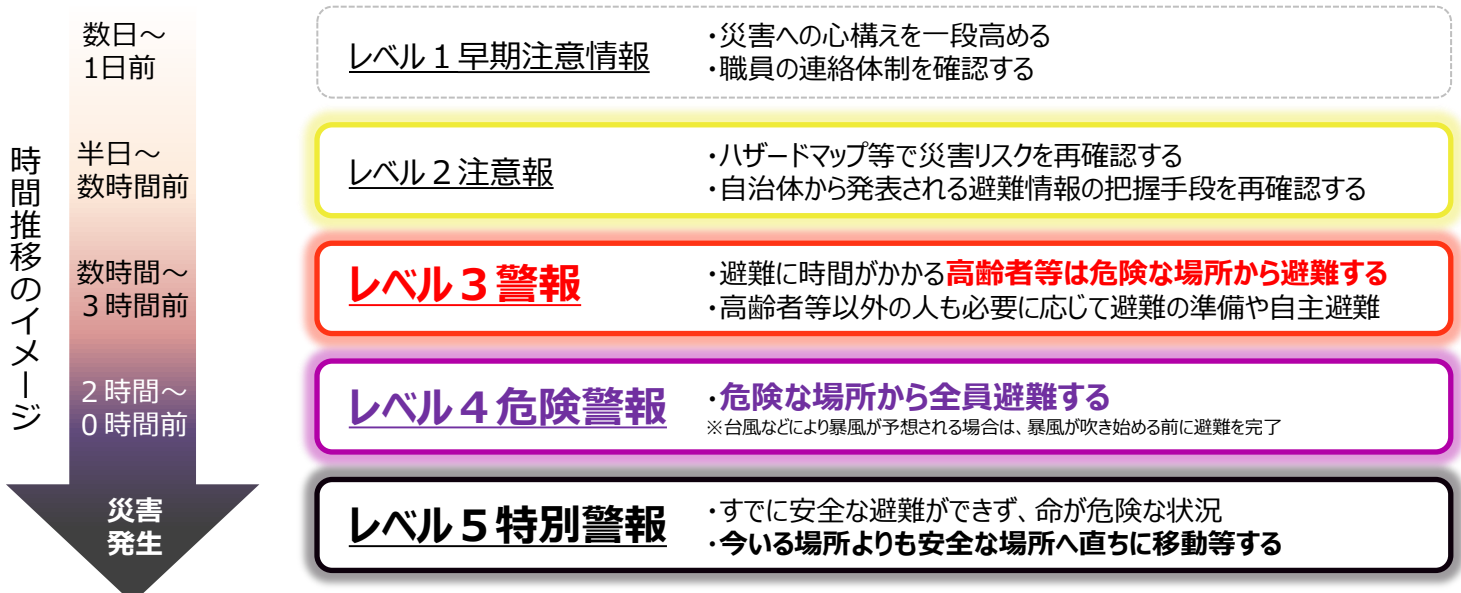 時間推移のイメージ
数日～
1日前
レベル１早期注意情報
・災害への心構えを一段高める
・職員の連絡体制を確認する
半日～
数時間前
レベル２注意報
・ハザードマップ等で災害リスクを再確認する
・自治体から発表される避難情報の把握手段を再確認する
数時間～
３時間前
レベル３警報
・避難に時間がかかる高齢者等は危険な場所から避難する
・高齢者等以外の人も必要に応じて避難の準備や自主避難
２時間～
０時間前
レベル４危険警報
・危険な場所から全員避難する
※台風などにより暴風が予想される場合は、暴風が吹き始める前に避難を完了
災害
発生
レベル５特別警報
・すでに安全な避難ができず、命が危険な状況
・今いる場所よりも安全な場所へ直ちに移動等する